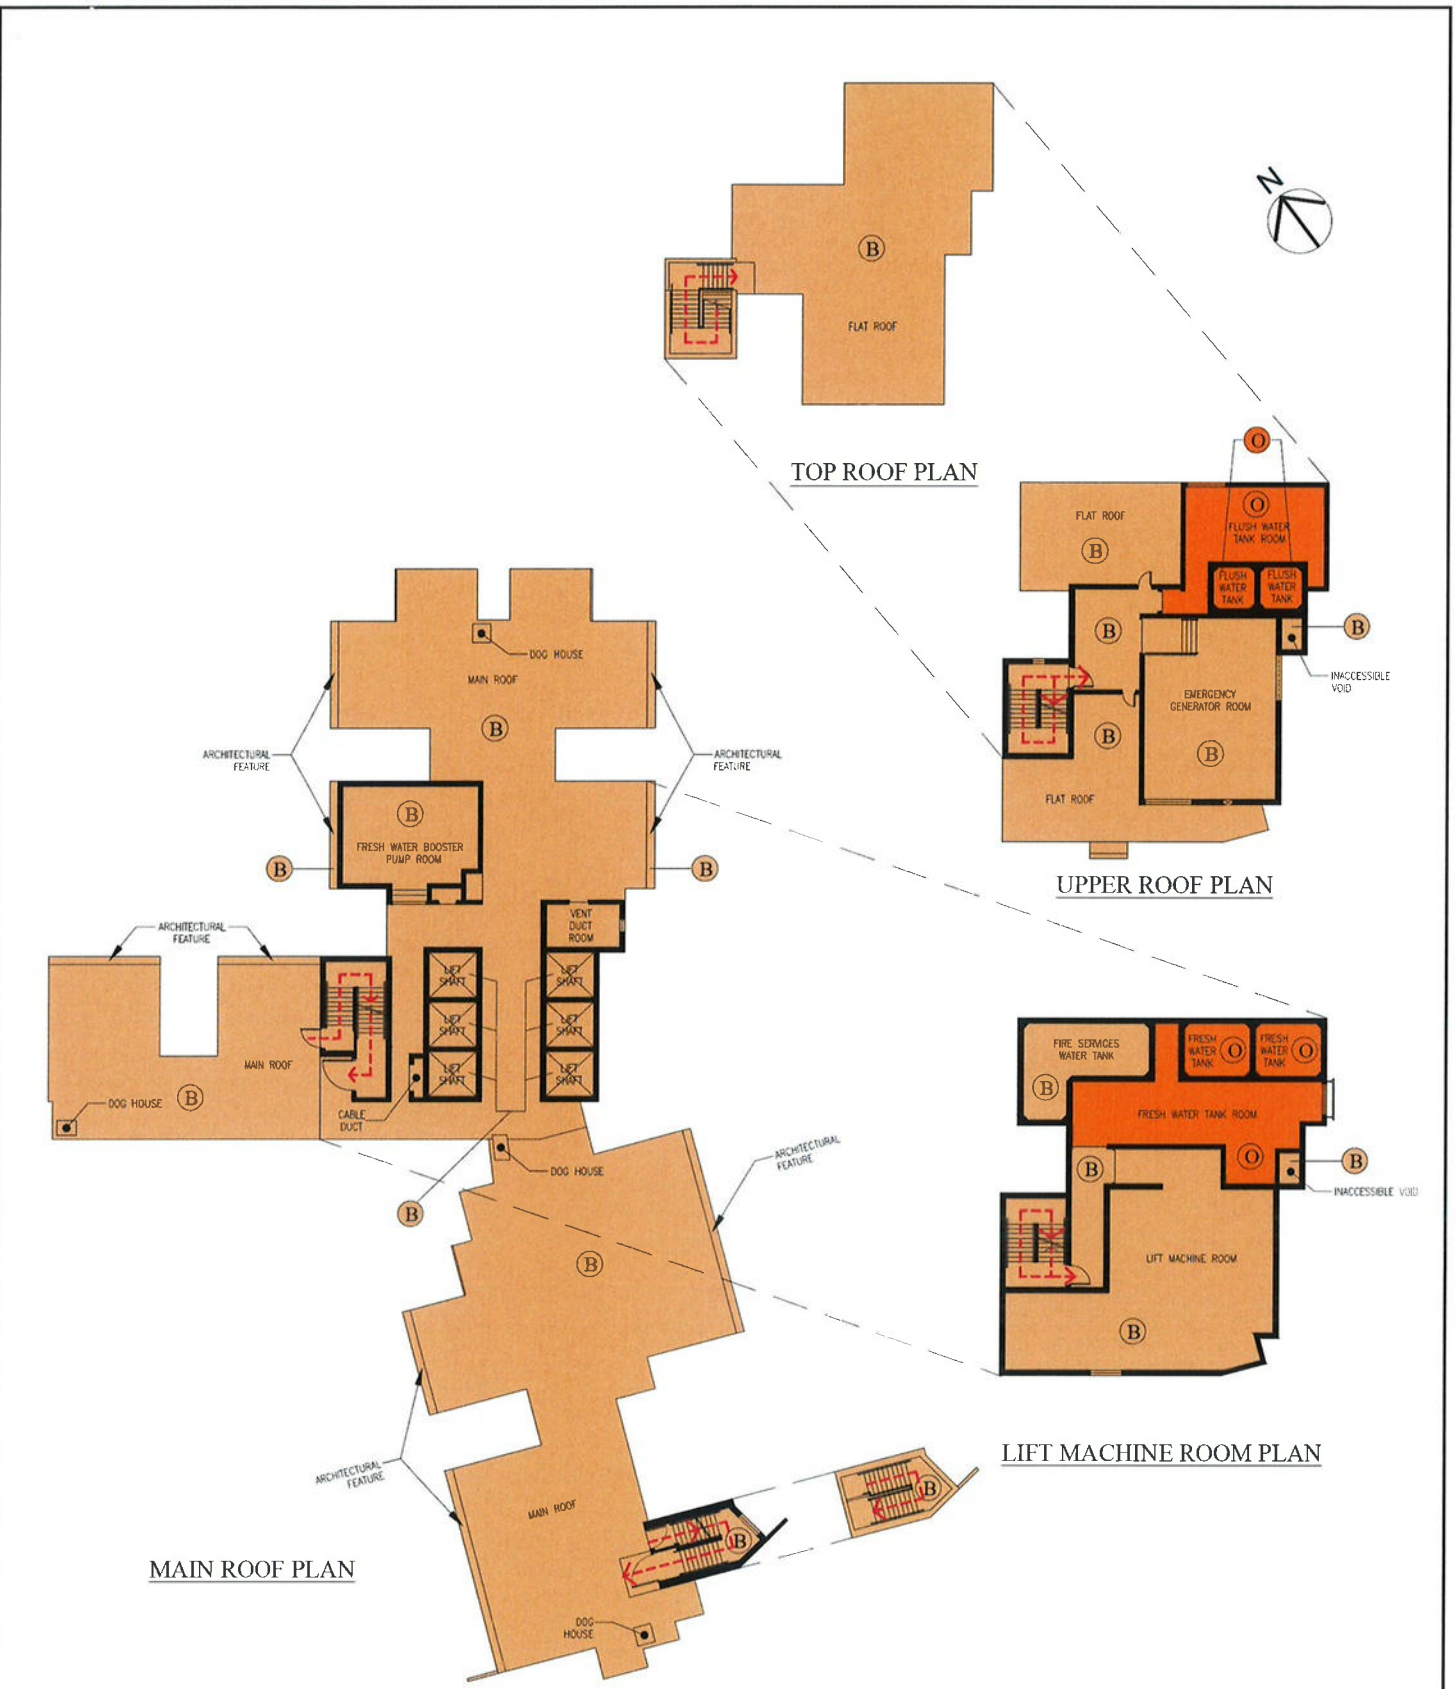 N
B
FLAT ROOF
TOP ROOF PLAN
O
FLAT ROOF
B
O
FLUSH WATER
TANK ROOM
FLUSH
WATER
TANK
FLUSH
WATER
TANK
B
B
INACCESSIBLE
VOID
EMERGENCY
GENERATOR ROOM
B
B
FLAT ROOF
UPPER ROOF PLAN
DOG HOUSE
MAIN ROOF
B
ARCHITECTURAL
FEATURE
ARCHITECTURAL
FEATURE
B
FRESH WATER BOOSTER
PUMP ROOM
B
B
ARCHITECTURAL
FEATURE
VENT
DUCT
ROOM
LIFT
SHAFT
LIFT
SHAFT
LIFT
SHAFT
LIFT
SHAFT
LIFT
SHAFT
LIFT
SHAFT
MAIN ROOF
B
DOG HOUSE
CABLE
DUCT
B
DOG HOUSE
ARCHITECTURAL
FEATURE
B
FIRE SERVICES
WATER TANK
B
FRESH
WATER
TANK
O
FRESH
WATER
TANK
O
FRESH WATER TANK ROOM
B
O
B
INACCESSIBLE VOID
LIFT MACHINE ROOM
B
LIFT MACHINE ROOM PLAN
ARCHITECTURAL
FEATURE
MAIN ROOF
B
B
DOG
HOUSE
MAIN ROOF PLAN